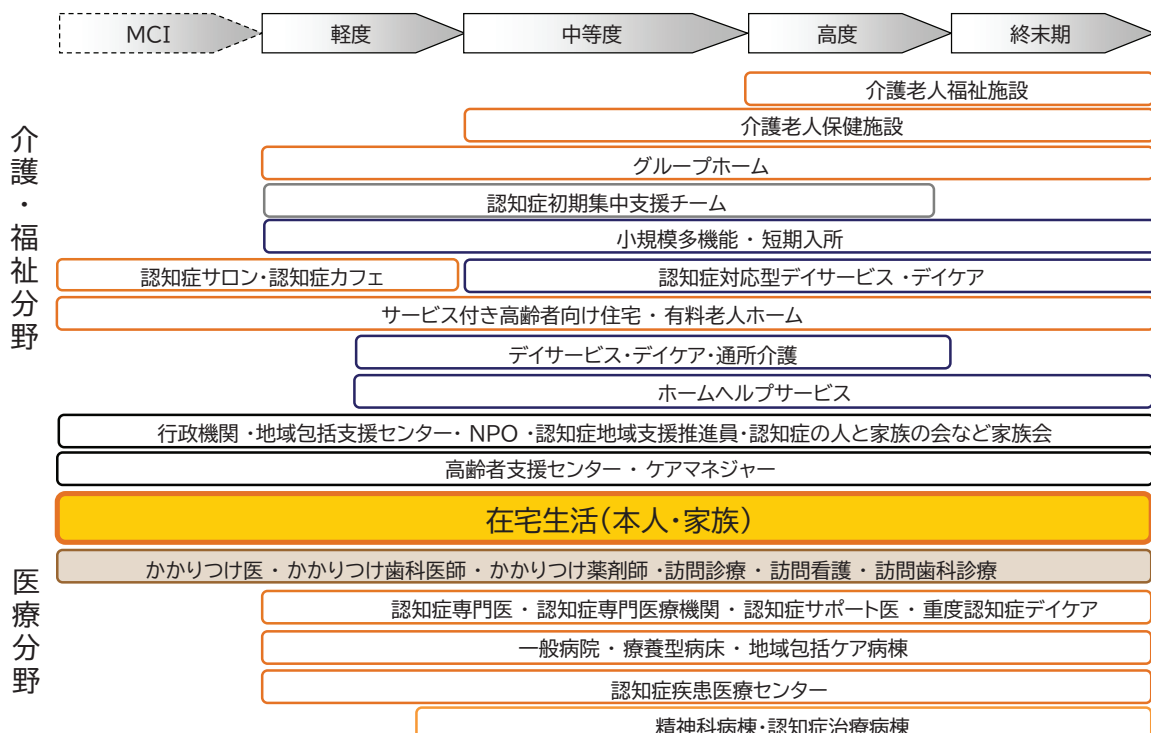 MCI
軽度
中等度
高度
終末期
介護・福祉分野
介護老人福祉施設
介護老人保健施設
グループホーム
認知症初期集中支援チーム
小規模多機能・短期入所
認知症サロン・認知症カフェ
認知症対応型デイサービス・デイケア
サービス付き高齢者向け住宅・有料老人ホーム
デイサービス・デイケア・通所介護
ホームヘルプサービス
行政機関・地域包括支援センター・NPO・認知症地域支援推進員・認知症の人と家族の会など家族会
高齢者支援センター・ケアマネジャー
在宅生活(本人・家族)
医療分野
かかりつけ医・かかりつけ歯科医師・かかりつけ薬剤師・訪問診療・訪問看護・訪問歯科診療
認知症専門医・認知症専門医療機関・認知症サポート医・重度認知症デイケア
一般病院・療養型病床・地域包括ケア病棟
認知症疾患医療センター
精神科病棟・認知症治療病棟